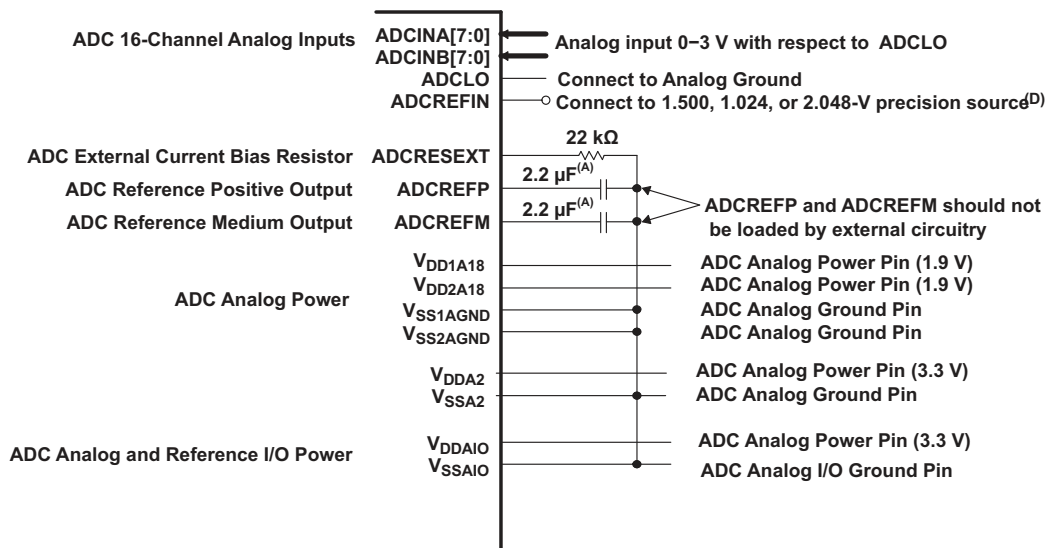 ADC 16-Channel Analog Inputs ADCINA[7:0] Analog input 0−3 V with respect to ADCLO
ADCINB[7:0]
ADCLO Connect to Analog Ground
ADCREFIN Connect to 1.500, 1.024, or 2.048-V precision source(D)
22 kΩ
ADC External Current Bias Resistor ADCRESEXT
2.2 μF(A)
ADC Reference Positive Output ADCREFP
2.2 μF(A)
ADC Reference Medium Output ADCREFM
ADCREFP and ADCREFM should not
be loaded by external circuitry
VDD1A18 ADC Analog Power Pin (1.9 V)
VDD2A18 ADC Analog Power Pin (1.9 V)
ADC Analog Power
VSS1AGND ADC Analog Ground Pin
VSS2AGND ADC Analog Ground Pin
VDDA2 ADC Analog Power Pin (3.3 V)
VSSA2 ADC Analog Ground Pin
VDDAIO ADC Analog Power Pin (3.3 V)
ADC Analog and Reference I/O Power
VSSAIO ADC Analog I/O Ground Pin